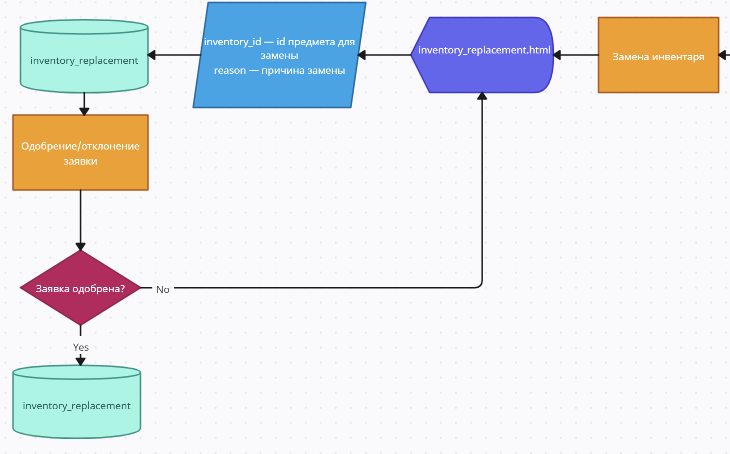 inventory_replacement
inventory_id — id предмета для
замены
reason — причина замены
Inventory_replacement.html
Замена инвентаря
Одобрение/отклонение
заявки
Заявка одобрена?
No
Yes
inventory_replacement